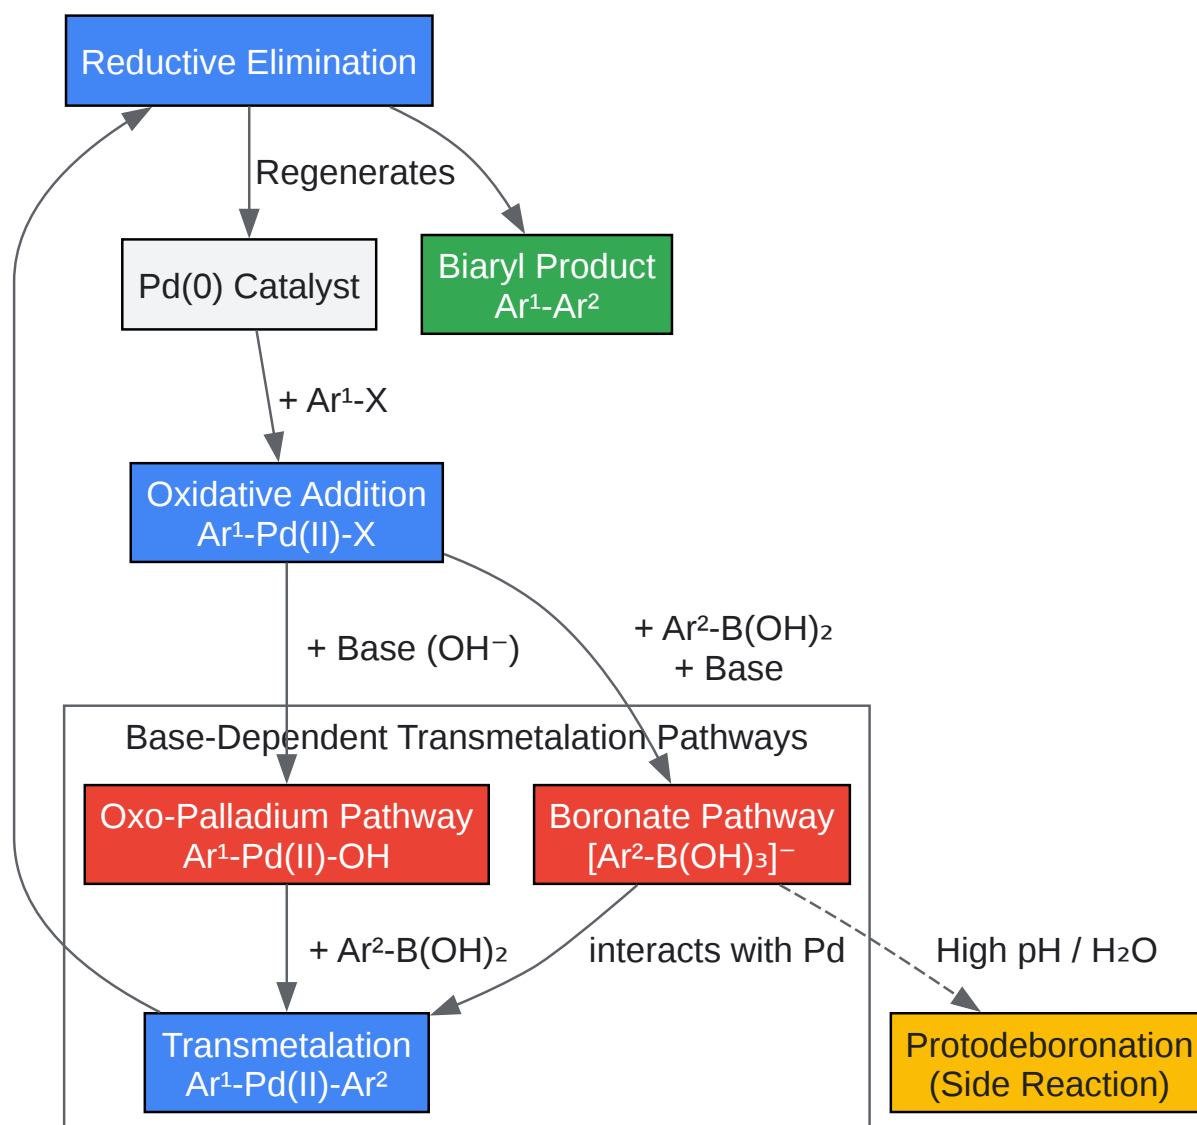 Reductive Elimination
Regenerates
Pd(0) Catalyst
Biaryl Product
Ar¹-Ar²
+ Ar¹-X
Oxidative Addition
Ar¹-Pd(II)-X
+ Base (OH⁻)
+ Ar²-B(OH)₂
+ Base
Base-Dependent Transmetalation Pathways
Oxo-Palladium Pathway
Ar¹-Pd(II)-OH
Boronate Pathway
[Ar²-B(OH)₃]⁻
+ Ar²-B(OH)₂
interacts with Pd
High pH / H₂O
Transmetalation
Ar¹-Pd(II)-Ar²
Protodeboronation
(Side Reaction)